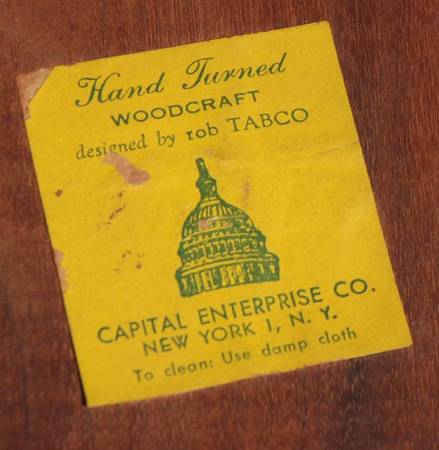 Hand Turned
WOODCRAFT
designed by rob TABCO
CAPITAL ENTERPRISE CO.
NEW YORK 1, N. Y.
To clean: Use damp cloth